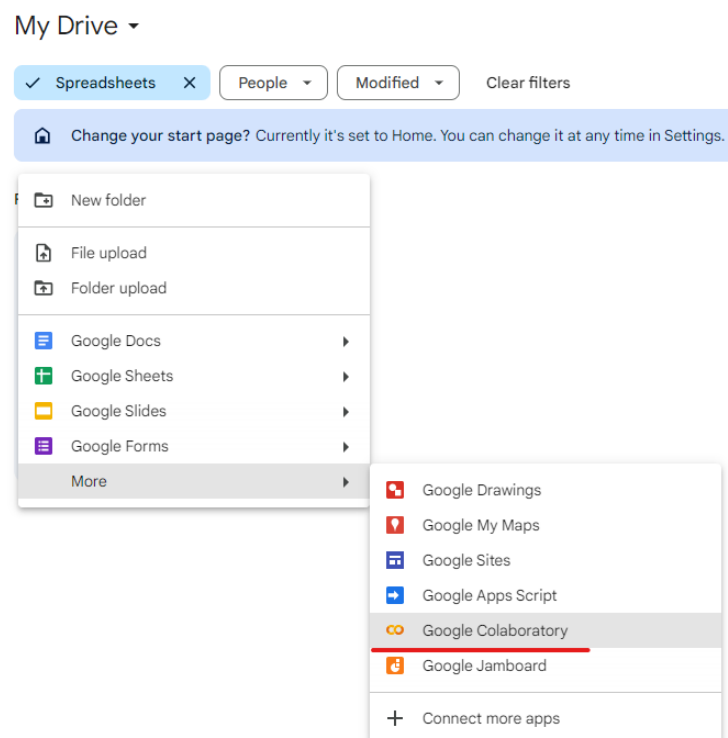 My Drive
Spreadsheets People Modified Clear filters
Change your start page? Currently it's set to Home. You can change it at any time in Settings.
New folder
File upload
Folder upload
Google Docs
Google Sheets
Google Slides
Google Forms
More
Google Drawings
Google My Maps
Google Sites
Google Apps Script
Google Colaboratory
Google Jamboard
Connect more apps